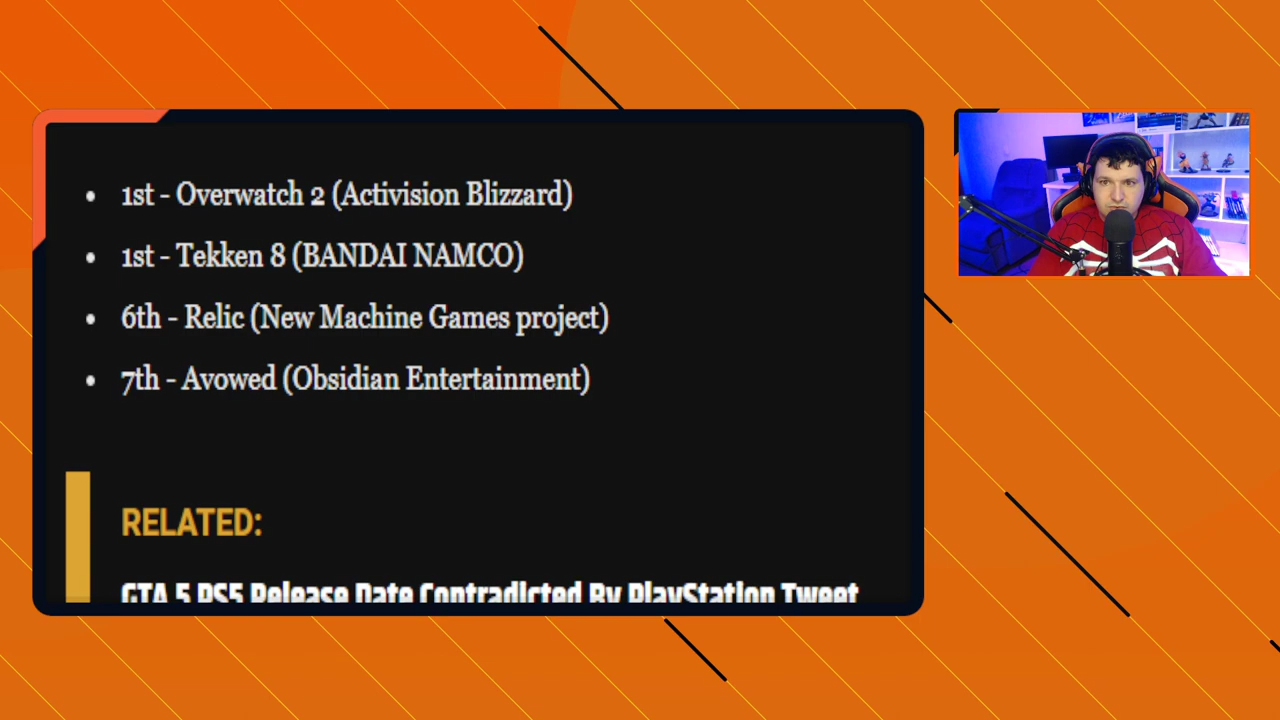 1st - Overwatch 2 (Activision Blizzard)
1st - Tekken 8 (BANDAI NAMCO)
6th - Relic (New Machine Games project)
7th - Avowed (Obsidian Entertainment)
RELATED:
GTA 5 PS5 Release Date Contradicted By PlayStation Tweet